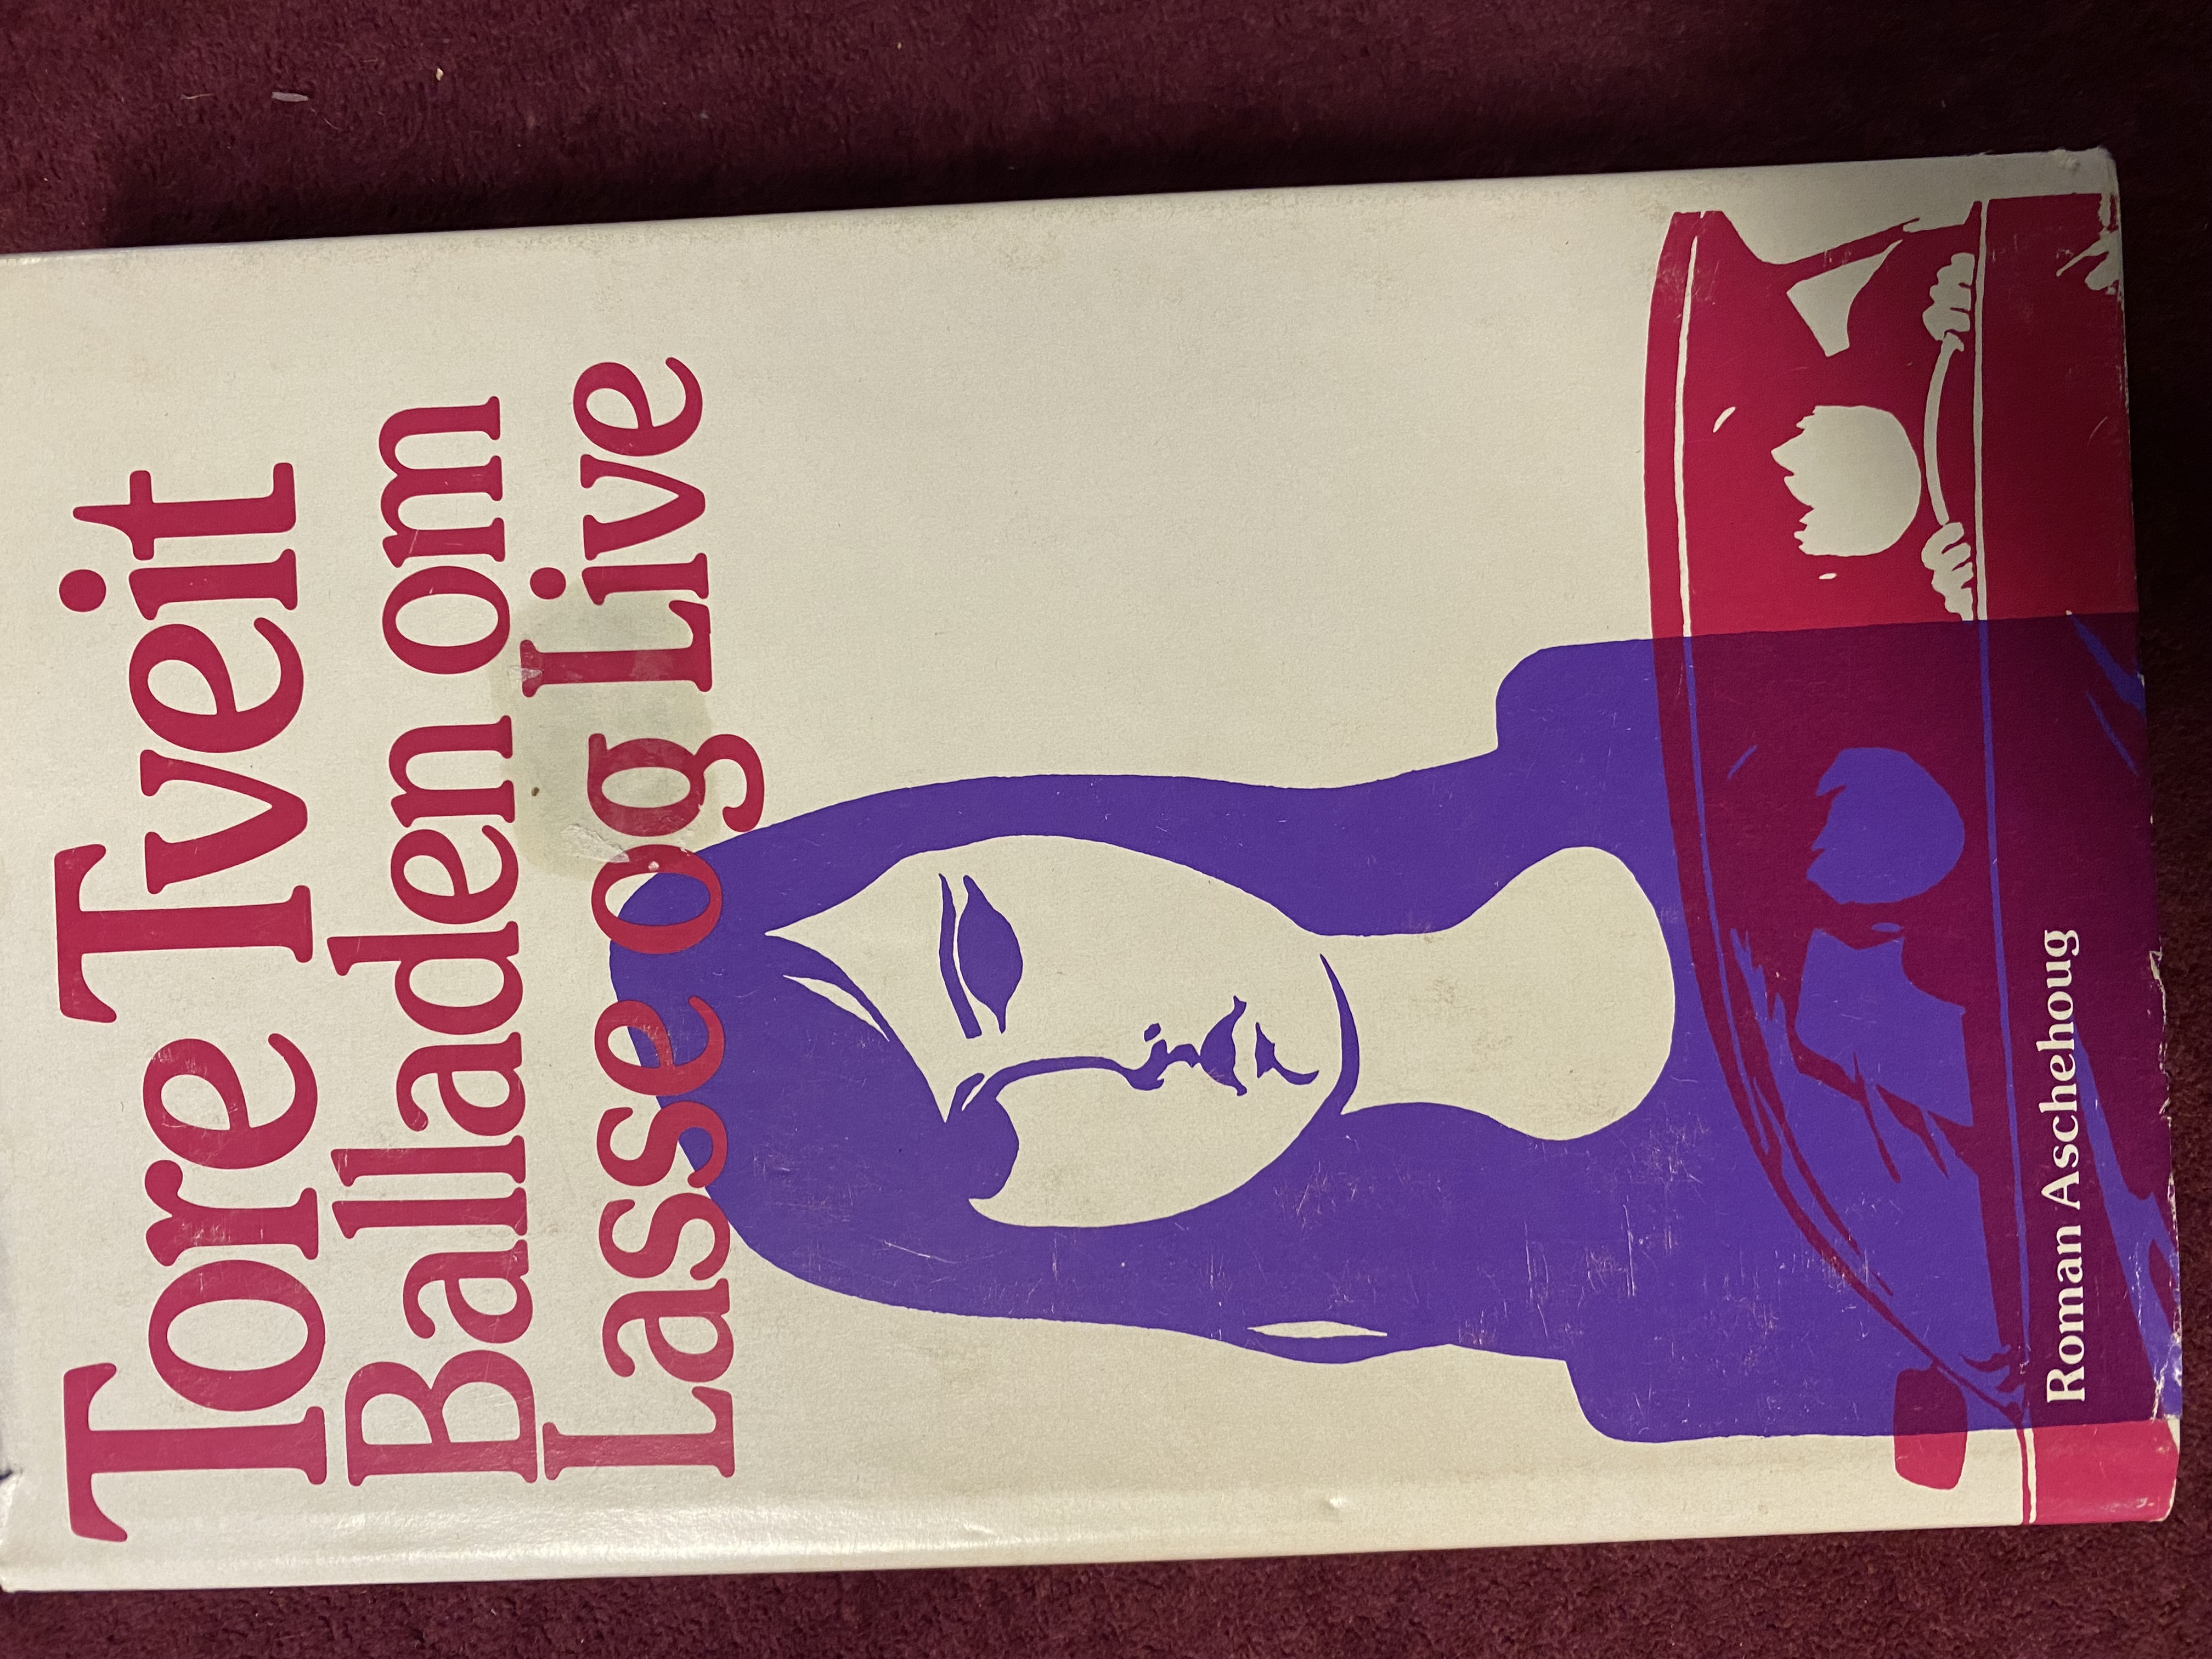 Tore Tveit
Balladen om
Lasse og Live
Roman Aschehoug